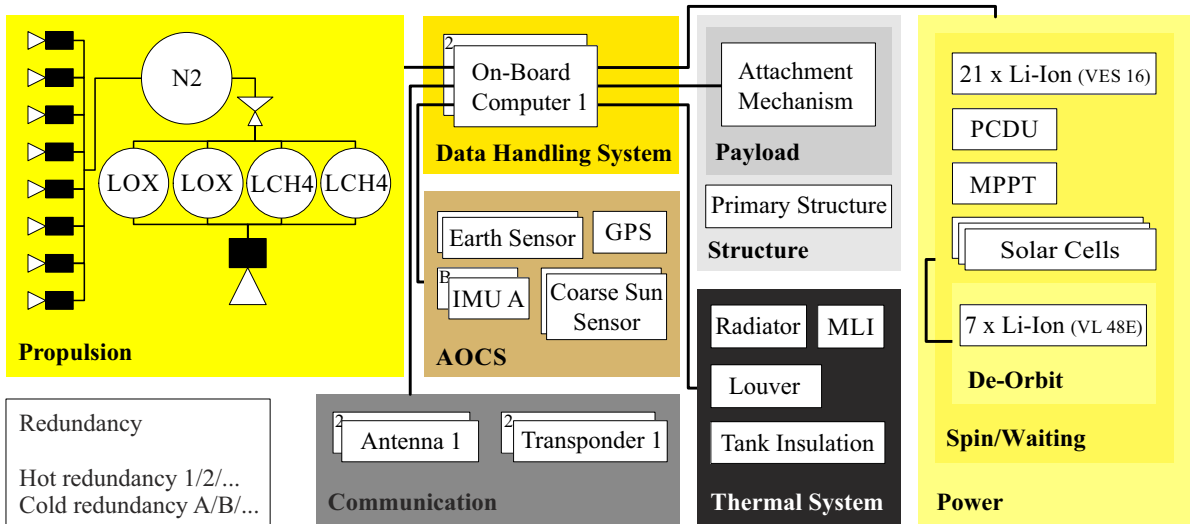 N2
LOX
LOX
LCH4
LCH4
Propulsion
2
On-Board
Computer 1
Data Handling System
Earth Sensor
GPS
B
IMU A
Coarse Sun
Sensor
AOCS
Attachment
Mechanism
Payload
Primary Structure
Structure
Radiator
MLI
Louver
Tank Insulation
Thermal System
21 x Li-Ion (VES 16)
PCDU
MPPT
Solar Cells
7 x Li-Ion (VL 48E)
De-Orbit
Spin/Waiting
Power
2
Antenna 1
2
Transponder 1
Communication
Redundancy
Hot redundancy 1/2/...
Cold redundancy A/B/...